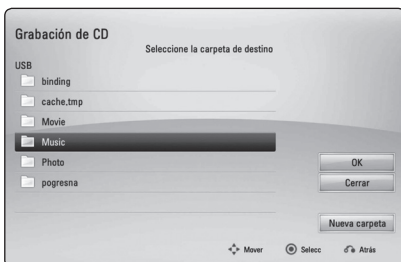 Grabación de CD
Seleccione la carpeta de destino
USB
binding
cache,tmp
Movie
Music
Photo
pogresna
OK
Cerrar
Nueva carpeta
Mover
Selecc
Atrás